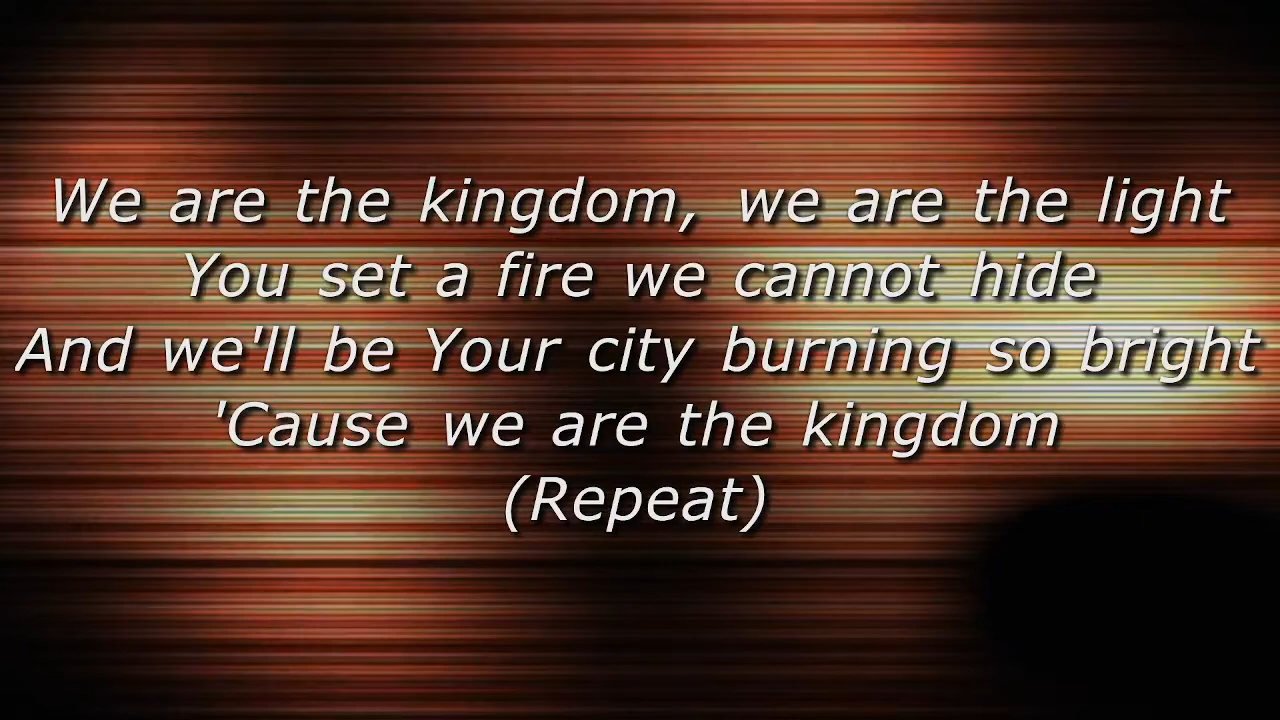 We are the kingdom, we are the light
You set a fire we cannot hide
And we'll be Your city burning so bright
'Cause we are the kingdom
(Repeat)